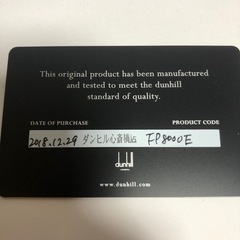 This original product has been manufactured
and tested to meet the dunhill
standard of quality.
DATE OF PURCHASE PRODUCT CODE
2018.12.29 ダンヒル心斎橋店 FP8000E
dunhill
LONDON
www.dunhill.com